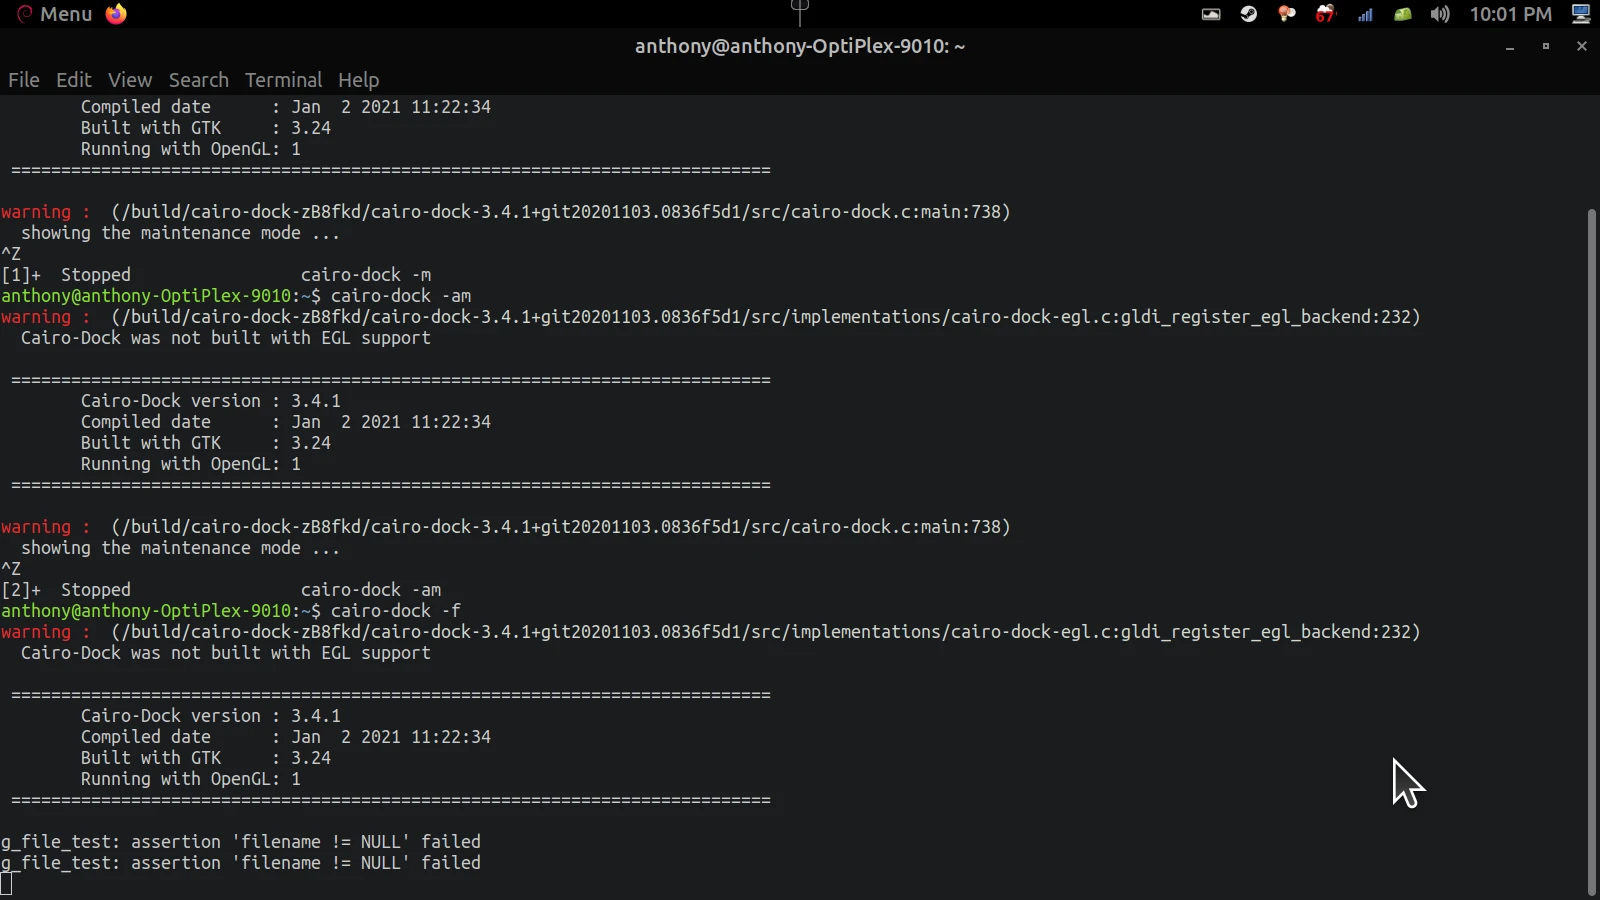 Menu
67
10:01 PM
anthony@anthony-OptiPlex-9010: ~
File Edit View Search Terminal Help
Compiled date : Jan 2 2021 11:22:34
Built with GTK : 3.24
Running with OpenGL: 1
============================================================================
warning : (/build/cairo-dock-zB8fkd/cairo-dock-3.4.1+git20201103.0836f5d1/src/cairo-dock.c:main:738)
showing the maintenance mode ...
^Z
[1]+ Stopped cairo-dock -m
anthony@anthony-OptiPlex-9010:~$ cairo-dock -am
warning : (/build/cairo-dock-zB8fkd/cairo-dock-3.4.1+git20201103.0836f5d1/src/implementations/cairo-dock-egl.c:gldi_register_egl_backend:232)
Cairo-Dock was not built with EGL support
============================================================================
Cairo-Dock version : 3.4.1
Compiled date : Jan 2 2021 11:22:34
Built with GTK : 3.24
Running with OpenGL: 1
============================================================================
warning : (/build/cairo-dock-zB8fkd/cairo-dock-3.4.1+git20201103.0836f5d1/src/cairo-dock.c:main:738)
showing the maintenance mode ...
^Z
[2]+ Stopped cairo-dock -am
anthony@anthony-OptiPlex-9010:~$ cairo-dock -f
warning : (/build/cairo-dock-zB8fkd/cairo-dock-3.4.1+git20201103.0836f5d1/src/implementations/cairo-dock-egl.c:gldi_register_egl_backend:232)
Cairo-Dock was not built with EGL support
============================================================================
Cairo-Dock version : 3.4.1
Compiled date : Jan 2 2021 11:22:34
Built with GTK : 3.24
Running with OpenGL: 1
============================================================================
g_file_test: assertion 'filename != NULL' failed
g_file_test: assertion 'filename != NULL' failed